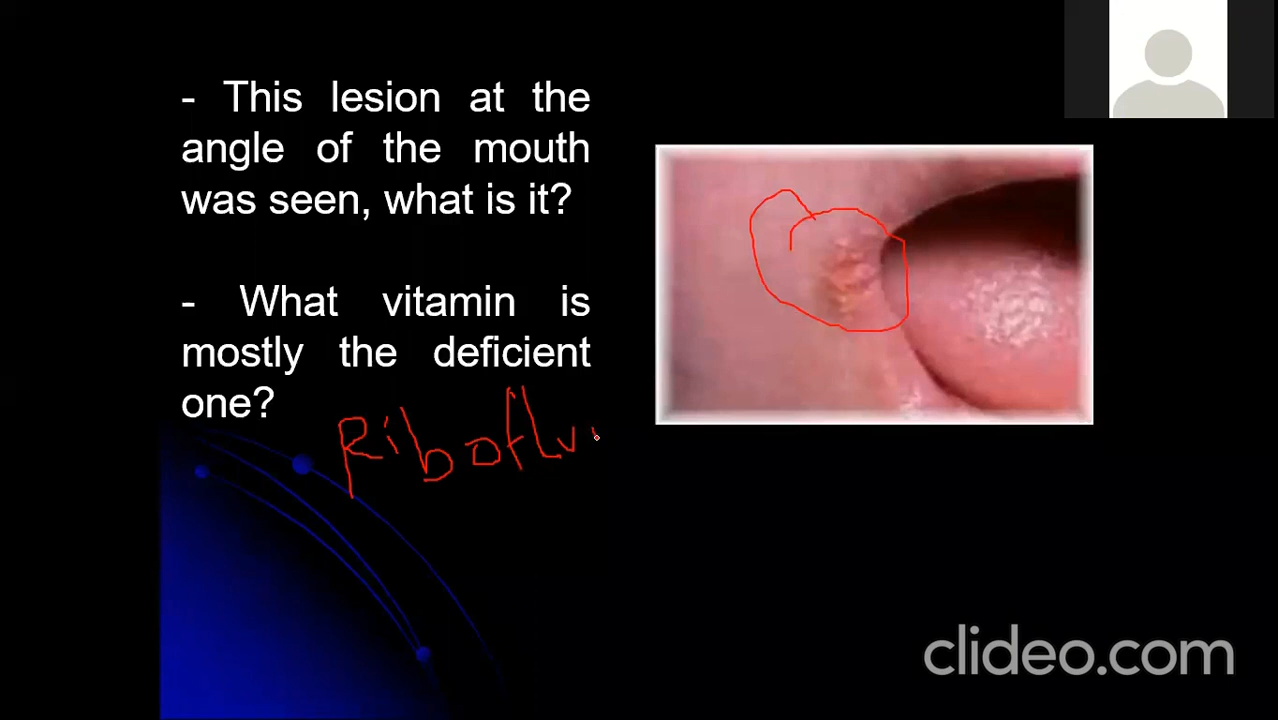 - This lesion at the
angle of the mouth
was seen, what is it?
- What vitamin is
mostly the deficient
one?
Riboflv
clideo.com